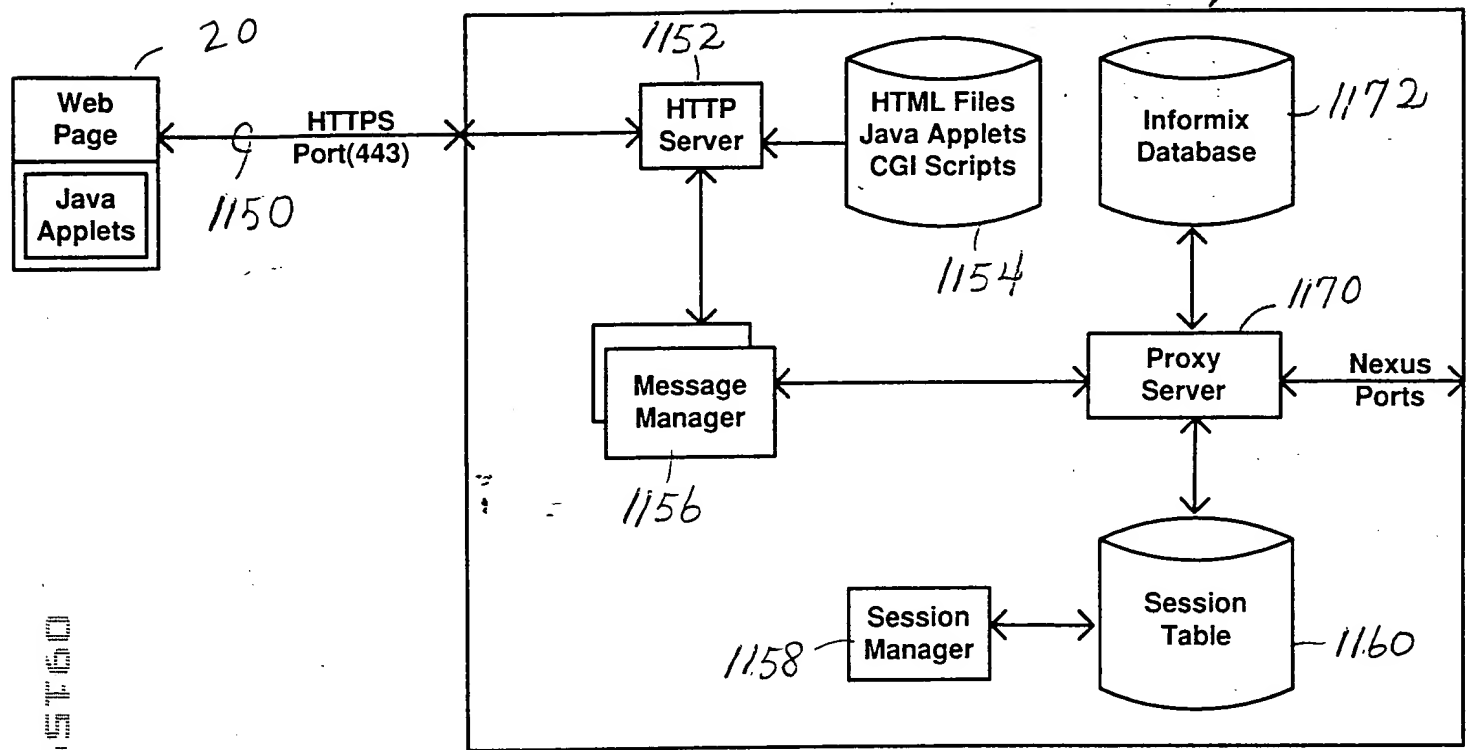 20
Web
Page
Java
Applets
HTTPS
Port(443)
1150
1152
HTTP
Server
HTML Files
Java Applets
CGI Scripts
1154
Informix
Database
1172
Message
Manager
1156
1170
Proxy
Server
Nexus
Ports
Session
Manager
1158
Session
Table
1160